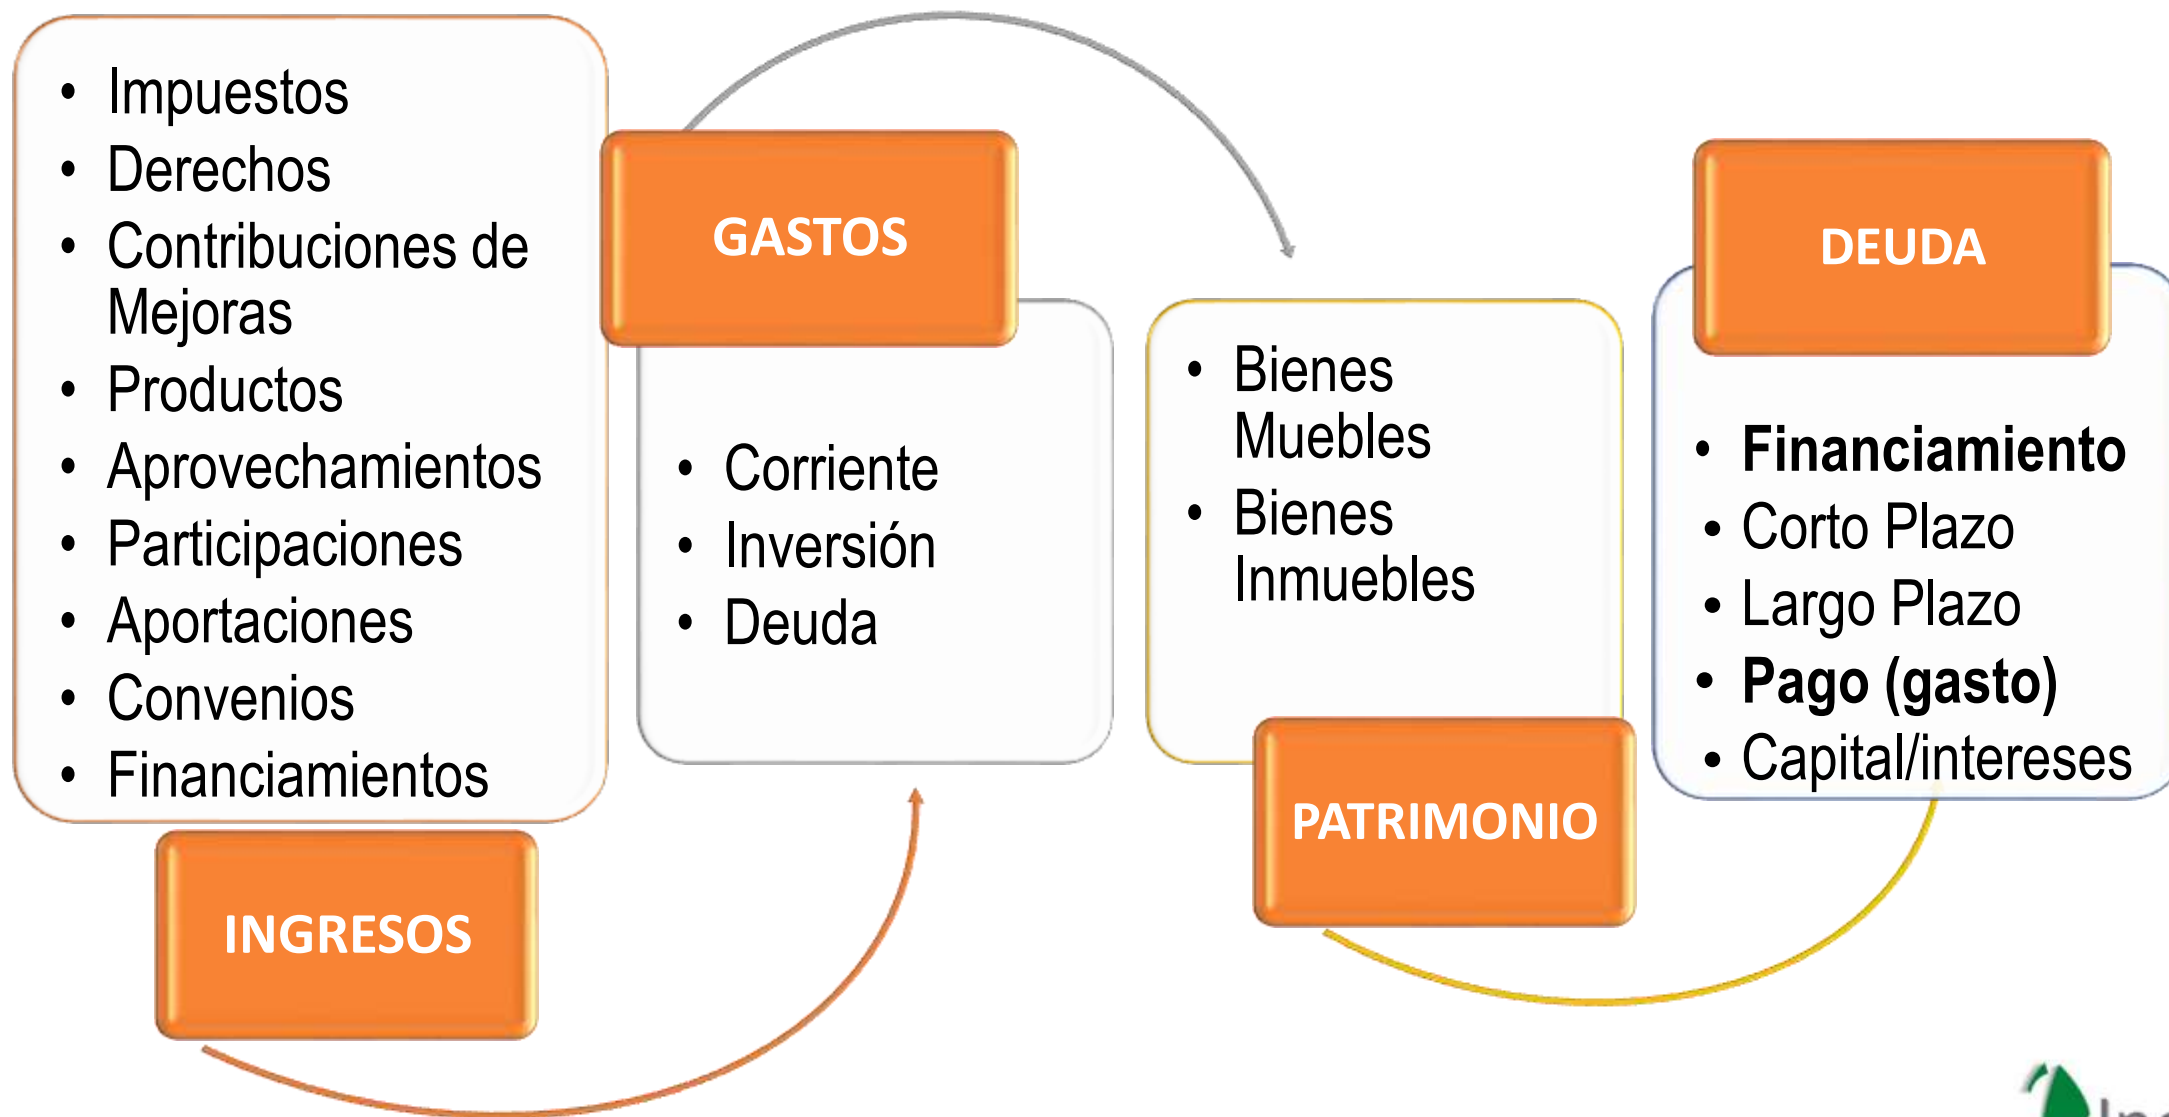 • Impuestos
• Derechos
• Contribuciones de
Mejoras
• Productos
• Aprovechamientos
• Participaciones
• Aportaciones
• Convenios
• Financiamientos
INGRESOS
GASTOS
• Corriente
• Inversión
• Deuda
• Bienes
Muebles
• Bienes
Inmuebles
PATRIMONIO
DEUDA
• Financiamiento
• Corto Plazo
• Largo Plazo
• Pago (gasto)
• Capital/intereses